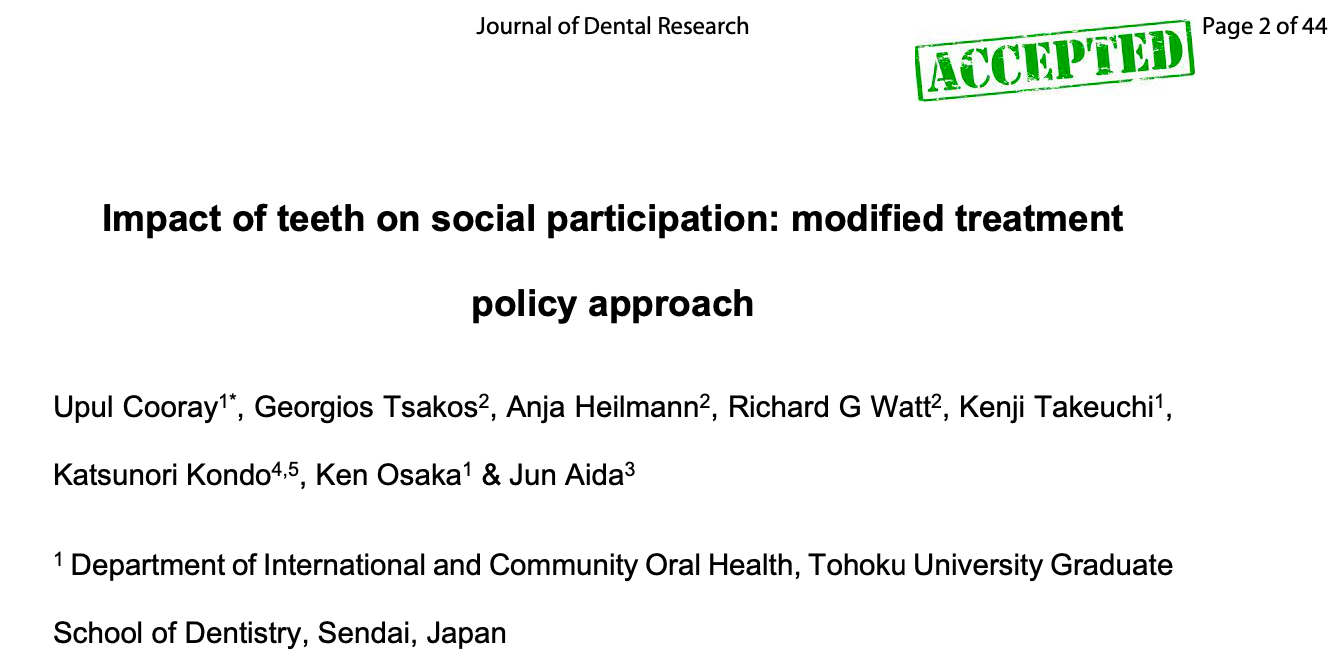 Journal of Dental Research
ACCEPTED
Page 2 of 44
Impact of teeth on social participation: modified treatment
policy approach
Upul Cooray1*, Georgios Tsakos2, Anja Heilmann2, Richard G Watt2, Kenji Takeuchi1,
Katsunori Kondo4,5, Ken Osaka1 & Jun Aida3
1 Department of International and Community Oral Health, Tohoku University Graduate
School of Dentistry, Sendai, Japan